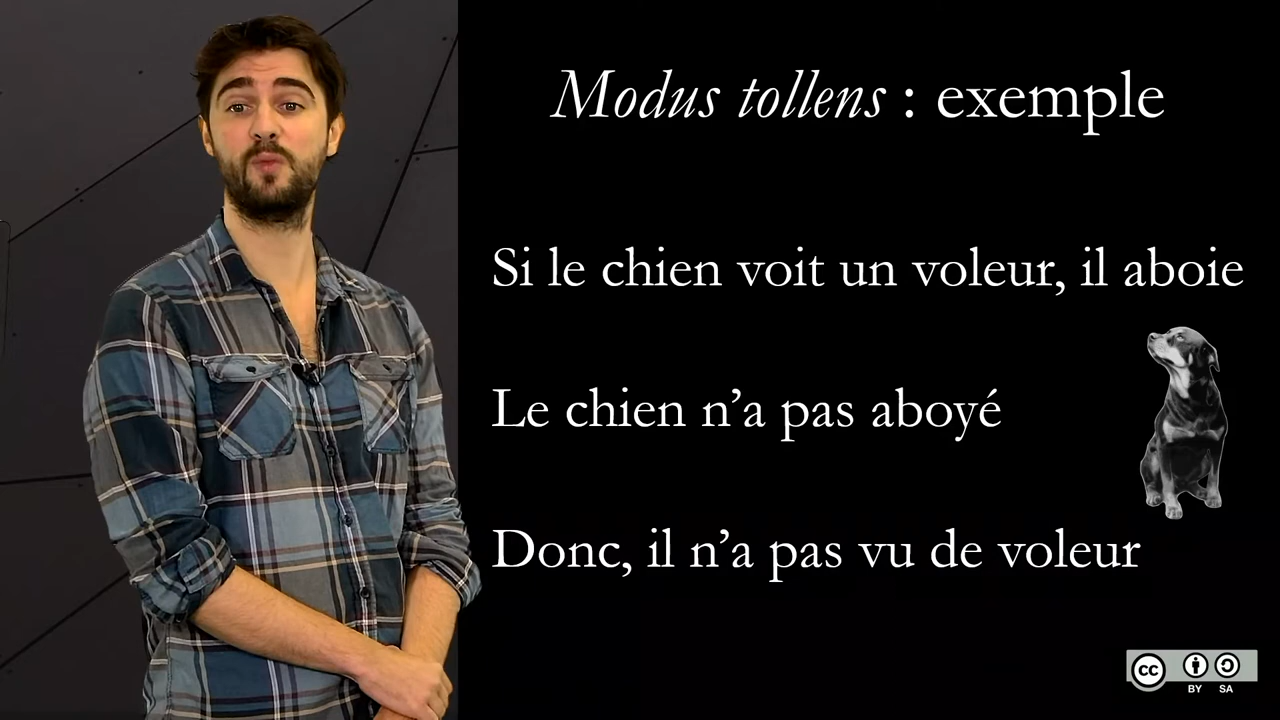 Modus tollens : exemple
Si le chien voit un voleur, il aboie
Le chien n’a pas aboyé
Donc, il n’a pas vu de voleur
cc
BY SA